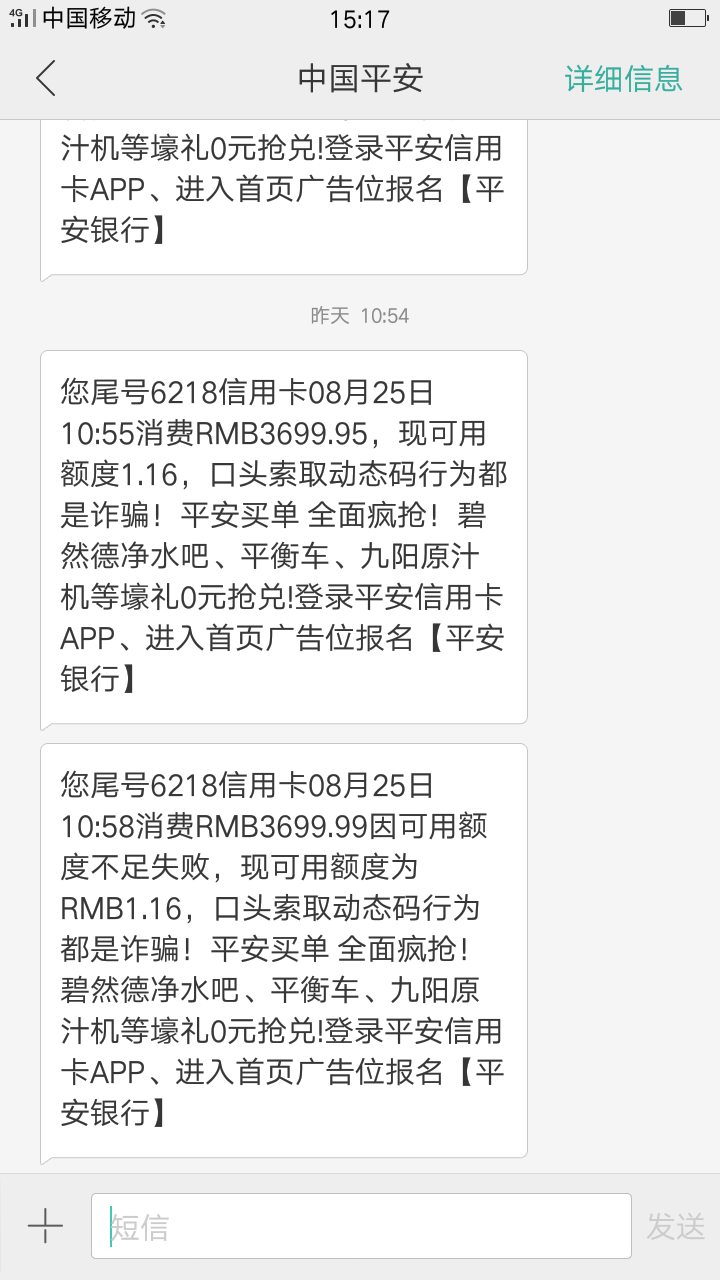 4G 中国移动 15:17
中国平安 详细信息
汁机等壕礼0元抢兑!登录平安信用
卡APP、进入首页广告位报名【平
安银行】
昨天 10:54
您尾号6218信用卡08月25日
10:55消费RMB3699.95，现可用
额度1.16，口头索取动态码行为都
是诈骗！平安买单 全面疯抢！碧
然德净水吧、平衡车、九阳原汁
机等壕礼0元抢兑!登录平安信用卡
APP、进入首页广告位报名【平安
银行】
您尾号6218信用卡08月25日
10:58消费RMB3699.99因可用额
度不足失败，现可用额度为
RMB1.16，口头索取动态码行为
都是诈骗！平安买单 全面疯抢！
碧然德净水吧、平衡车、九阳原
汁机等壕礼0元抢兑!登录平安信用
卡APP、进入首页广告位报名【平
安银行】
短信 发送